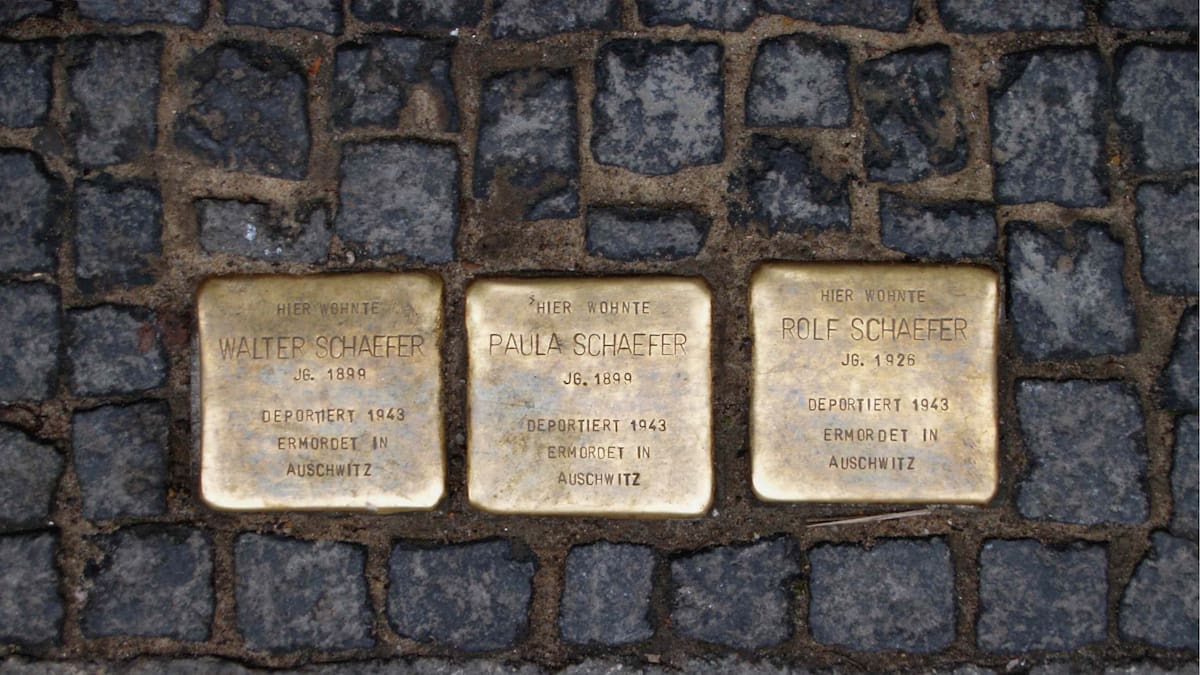 HIER WOHNTE
WALTER SCHAEFER
JG. 1899
DEPORTIERT 1943
ERMORDET IN
AUSCHWITZ
HIER WOHNTE
PAULA SCHAEFER
JG. 1899
DEPORTIERT 1943
ERMORDET IN
AUSCHWITZ
HIER WOHNTE
ROLF SCHAEFER
JG. 1926
DEPORTIERT 1943
ERMORDET IN
AUSCHWITZ